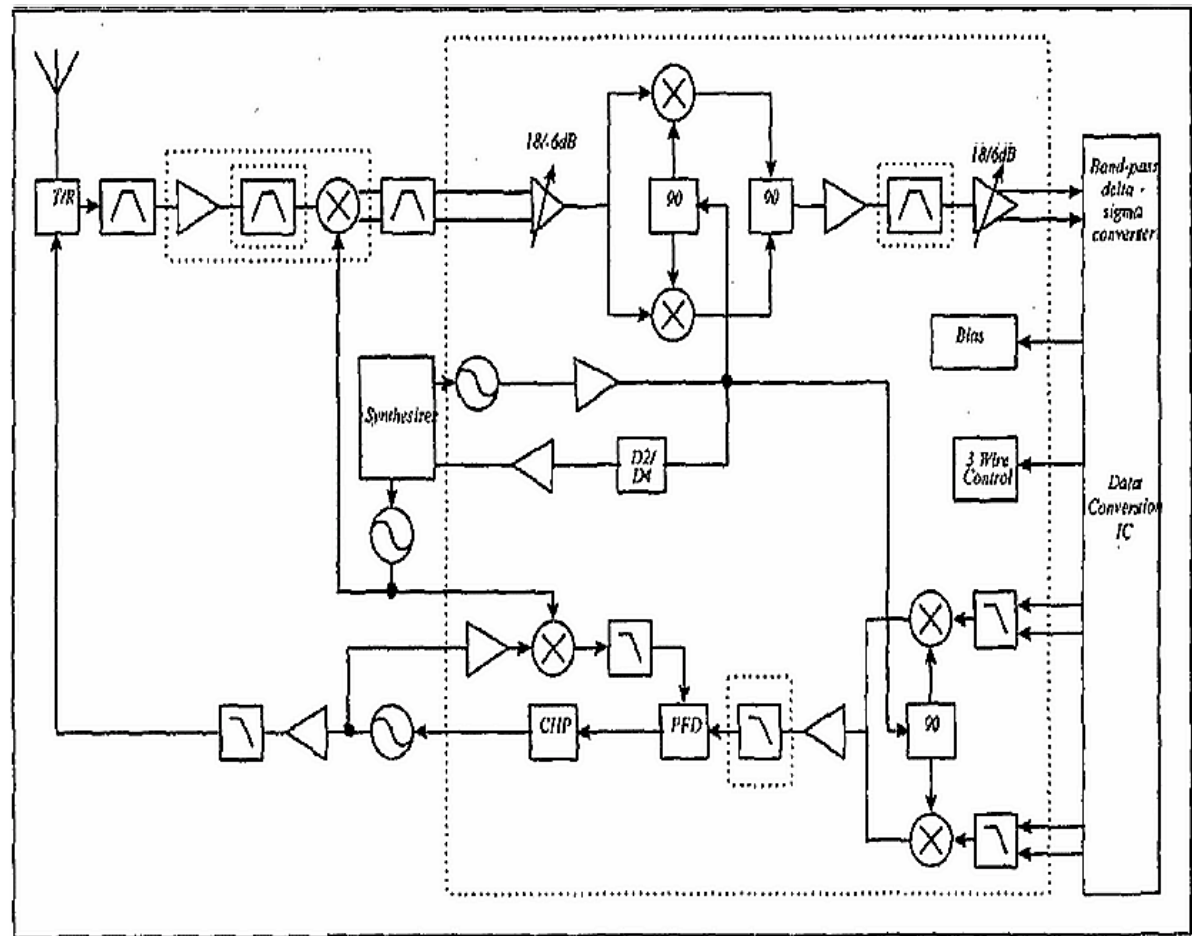 T/R
18/-6dB
90
90
18/6dB
Band-pass
delta -
sigma
converter
Bias
Synthesizer
D2/
D4
3 Wire
Control
Data
Conversion
IC
CHP
PFD
90